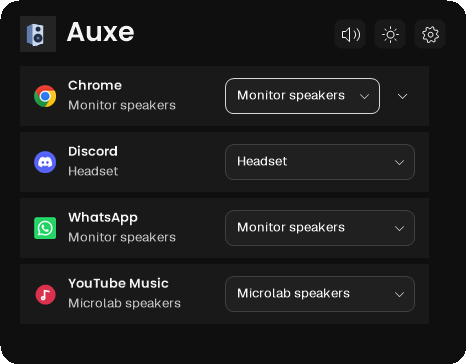 Auxe
Chrome
Monitor speakers
Monitor speakers
Discord
Headset
Headset
WhatsApp
Monitor speakers
Monitor speakers
YouTube Music
Microlab speakers
Microlab speakers